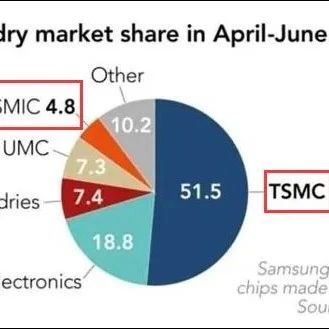 dry market share in April-June
Other
SMIC 4.8
10.2
UMC
7.3
51.5
TSMC
dries
7.4
18.8
ectronics
Samsung
chips made
Sou